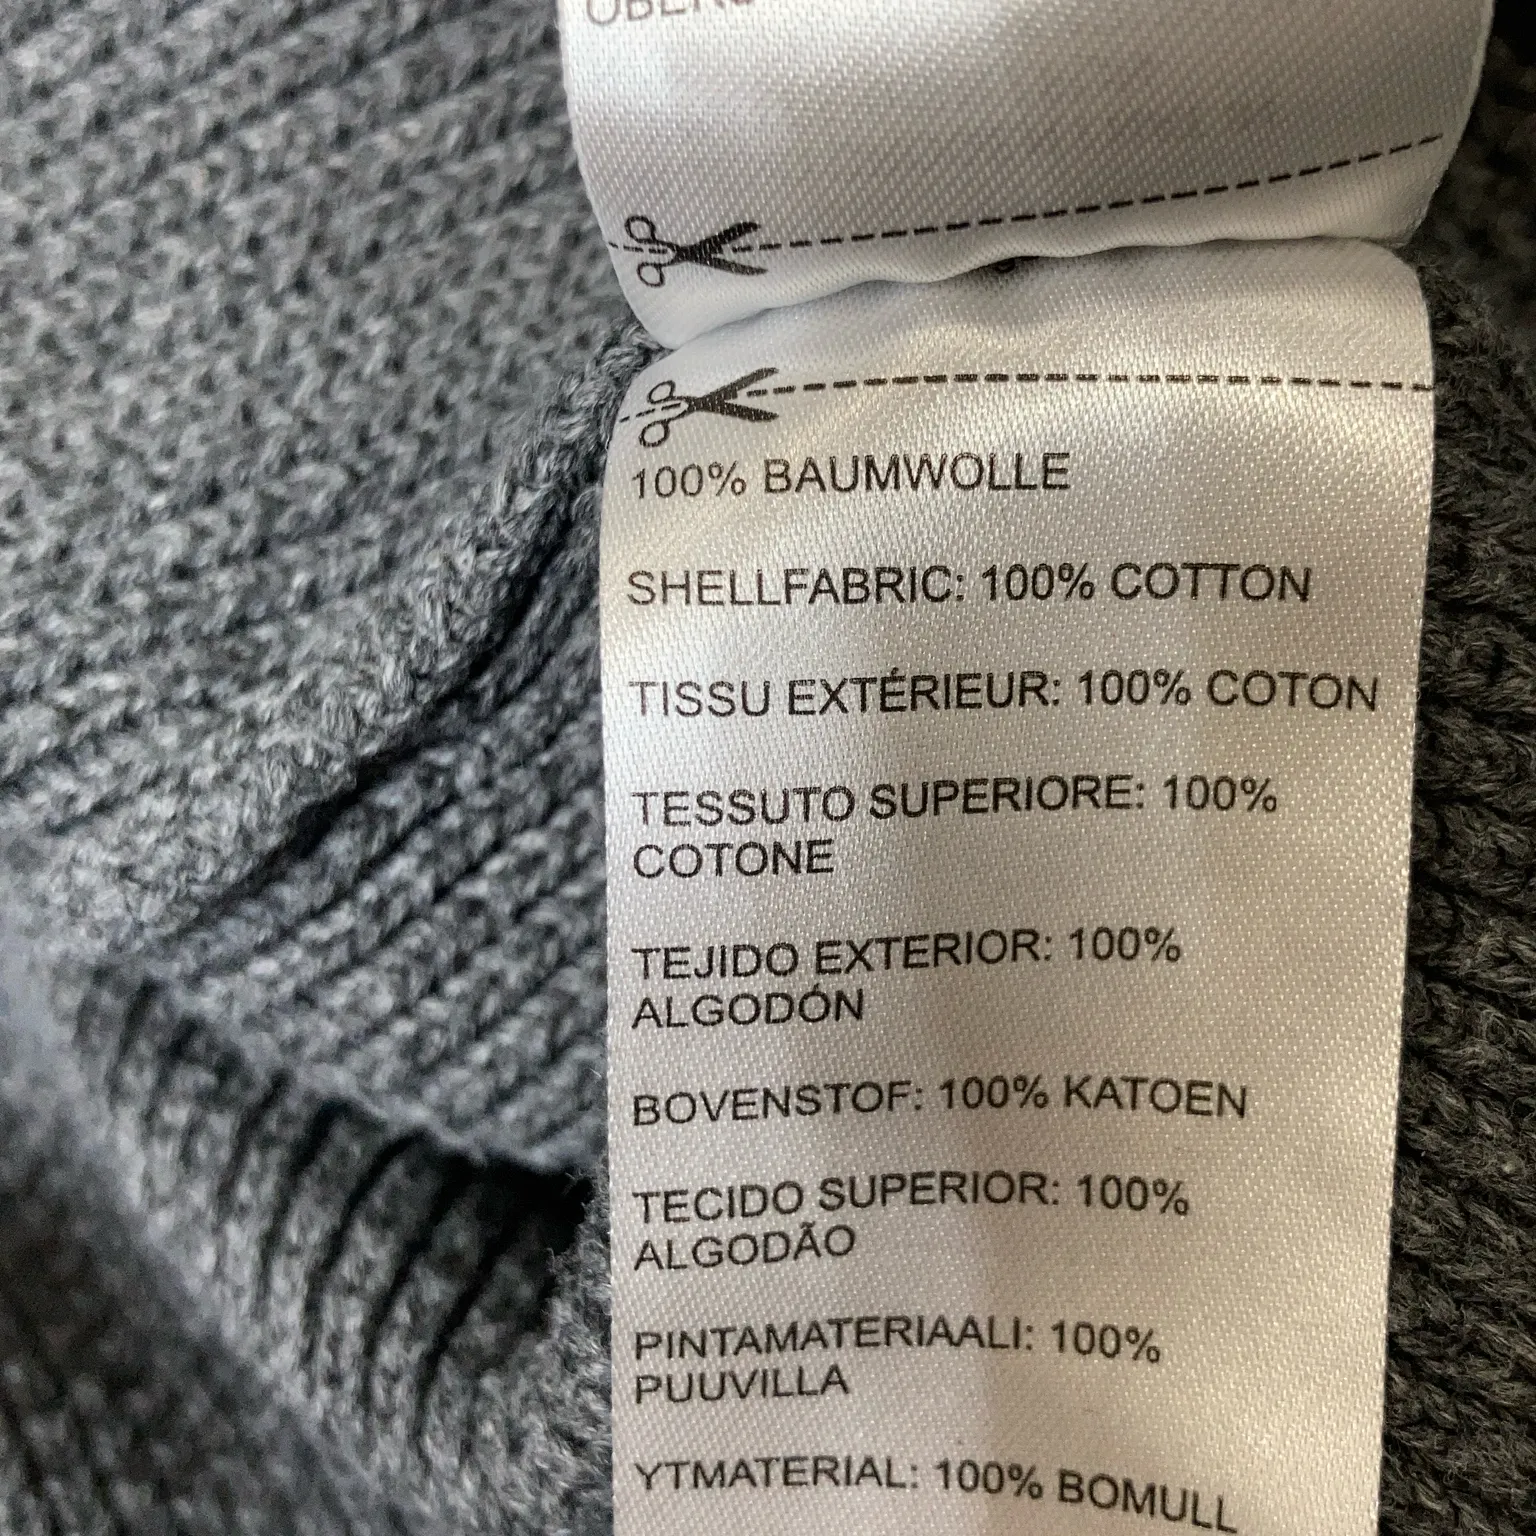 100% BAUMWOLLE
SHELLFABRIC: 100% COTTON
TISSU EXTÉRIEUR: 100% COTON
TESSUTO SUPERIORE: 100%
COTONE
TEJIDO EXTERIOR: 100%
ALGODÓN
BOVENSTOF: 100% KATOEN
TECIDO SUPERIOR: 100%
ALGODÃO
PINTAMATERIAALI: 100%
PUUVILLA
YTMATERIAL: 100% BOMULL